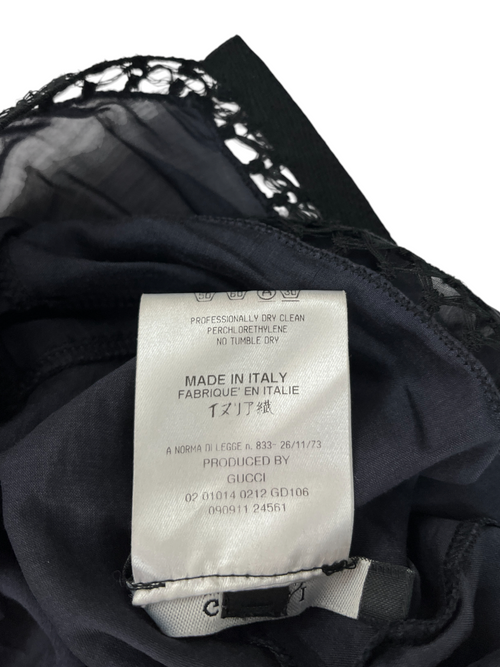 PROFESSIONALLY DRY CLEAN
PERCHLORETHYLENE
NO TUMBLE DRY
MADE IN ITALY
FABRIQUE' EN ITALIE
イタリア織
A NORMA DI LEGGE n. 833- 26/11/73
PRODUCED BY
GUCCI
02 01014 0212 GD106
090911 24561